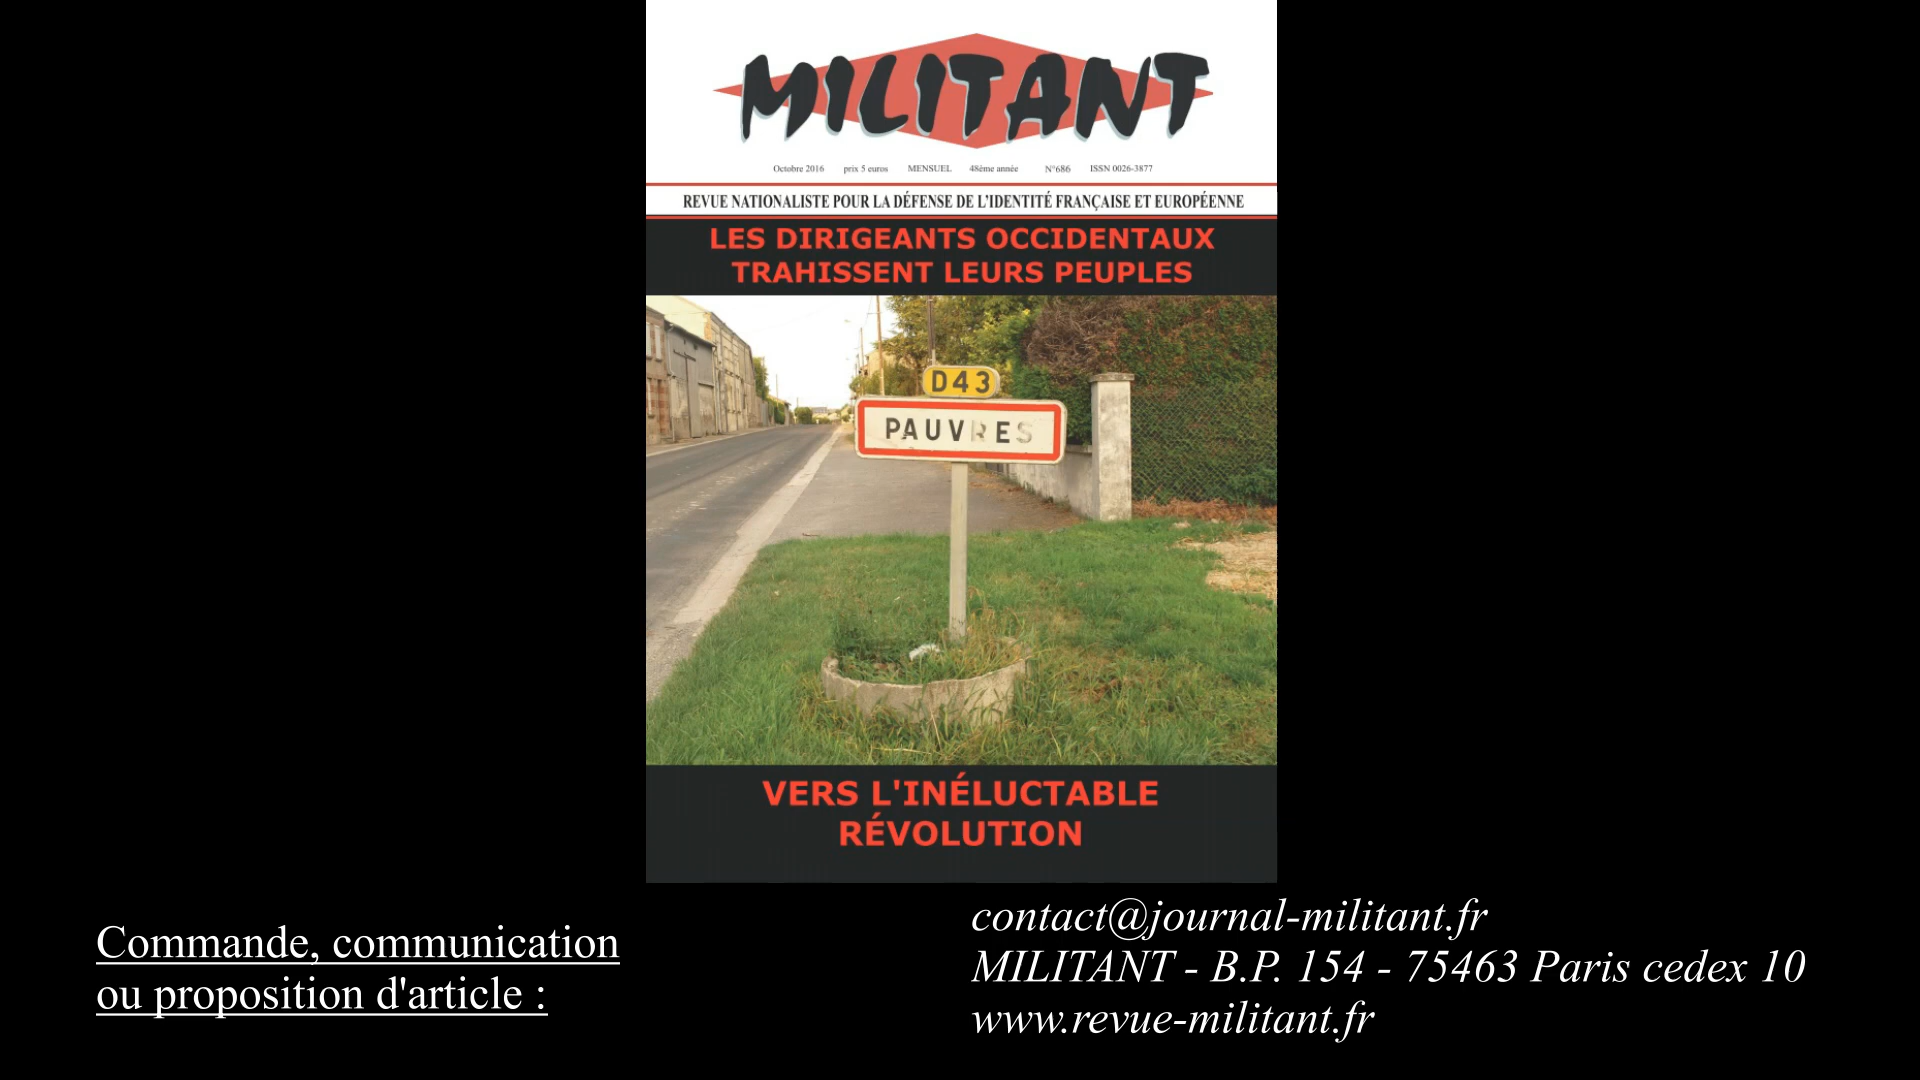 MILITANT
Octobre 2016 prix 5 euros MENSUEL 48ème année N°686 ISSN 0026-3877
REVUE NATIONALISTE POUR LA DÉFENSE DE L'IDENTITÉ FRANÇAISE ET EUROPÉENNE
LES DIRIGEANTS OCCIDENTAUX
TRAHISSENT LEURS PEUPLES
D43
PAUVRES
VERS L'INÉLUCTABLE
RÉVOLUTION
Commande, communication
ou proposition d'article :
contact@journal-militant.fr
MILITANT - B.P. 154 - 75463 Paris cedex 10
www.revue-militant.fr